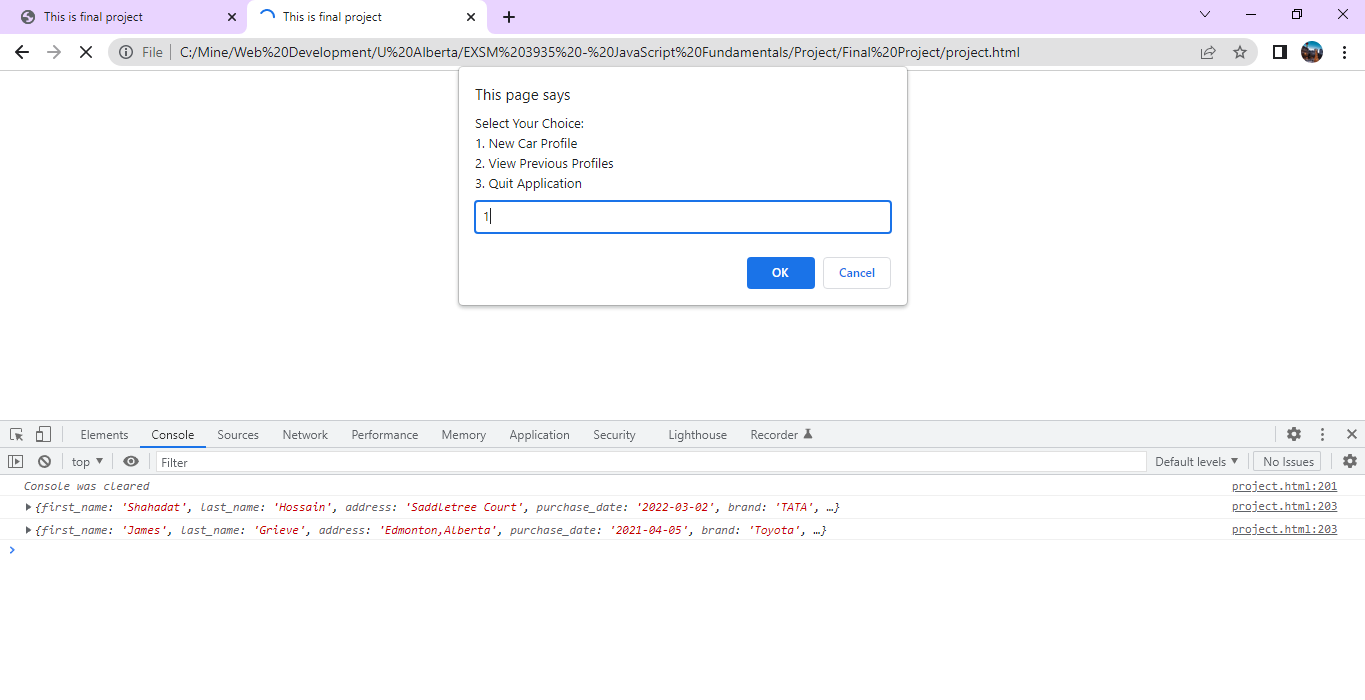 This is final project
This is final project
File C:/Mine/Web%20Development/U%20Alberta/EXSM%203935%20-%20JavaScript%20Fundamentals/Project/Final%20Project/project.html
This page says
Select Your Choice:
1. New Car Profile
2. View Previous Profiles
3. Quit Application
1
OK Cancel
Elements Console Sources Network Performance Memory Application Security Lighthouse Recorder
top Filter Default levels No Issues
Console was cleared project.html:201
{first_name: 'Shahadat', last_name: 'Hossain', address: 'Saddletree Court', purchase_date: '2022-03-02', brand: 'TATA', …} project.html:203
{first_name: 'James', last_name: 'Grieve', address: 'Edmonton,Alberta', purchase_date: '2021-04-05', brand: 'Toyota', …} project.html:203